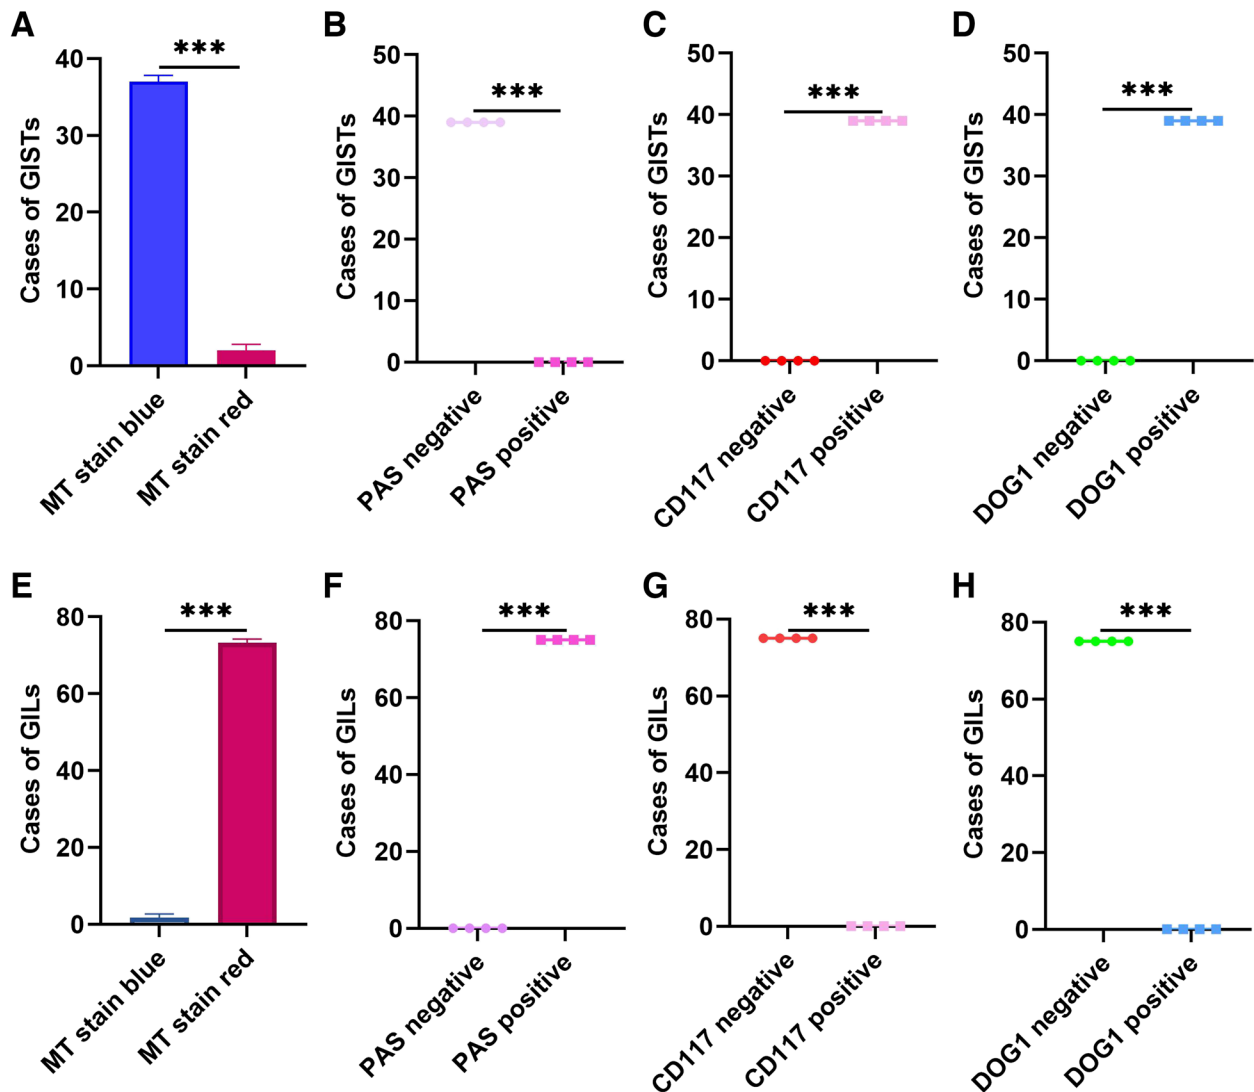 A
Cases of GISTs
40
30
20
10
0
***
MT stain blue
MT stain red
B
Cases of GISTs
50
40
30
20
10
0
***
PAS negative
PAS positive
C
Cases of GISTs
50
40
30
20
10
0
***
CD117 negative
CD117 positive
D
Cases of GISTs
50
40
30
20
10
0
***
DOG1 negative
DOG1 positive
E
Cases of GILs
80
60
40
20
0
***
MT stain blue
MT stain red
F
Cases of GILs
80
60
40
20
0
***
PAS negative
PAS positive
G
Cases of GILs
80
60
40
20
0
***
CD117 negative
CD117 positive
H
Cases of GILs
80
60
40
20
0
***
DOG1 negative
DOG1 positive